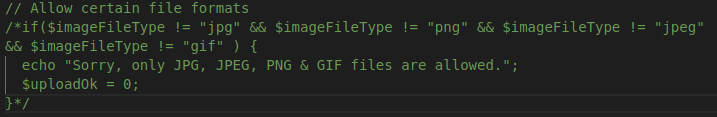 // Allow certain file formats
/*if($imageFileType != "jpg" && $imageFileType != "png" && $imageFileType != "jpeg"
&& $imageFileType != "gif" ) {
  echo "Sorry, only JPG, JPEG, PNG & GIF files are allowed.";
  $uploadOk = 0;
}*/